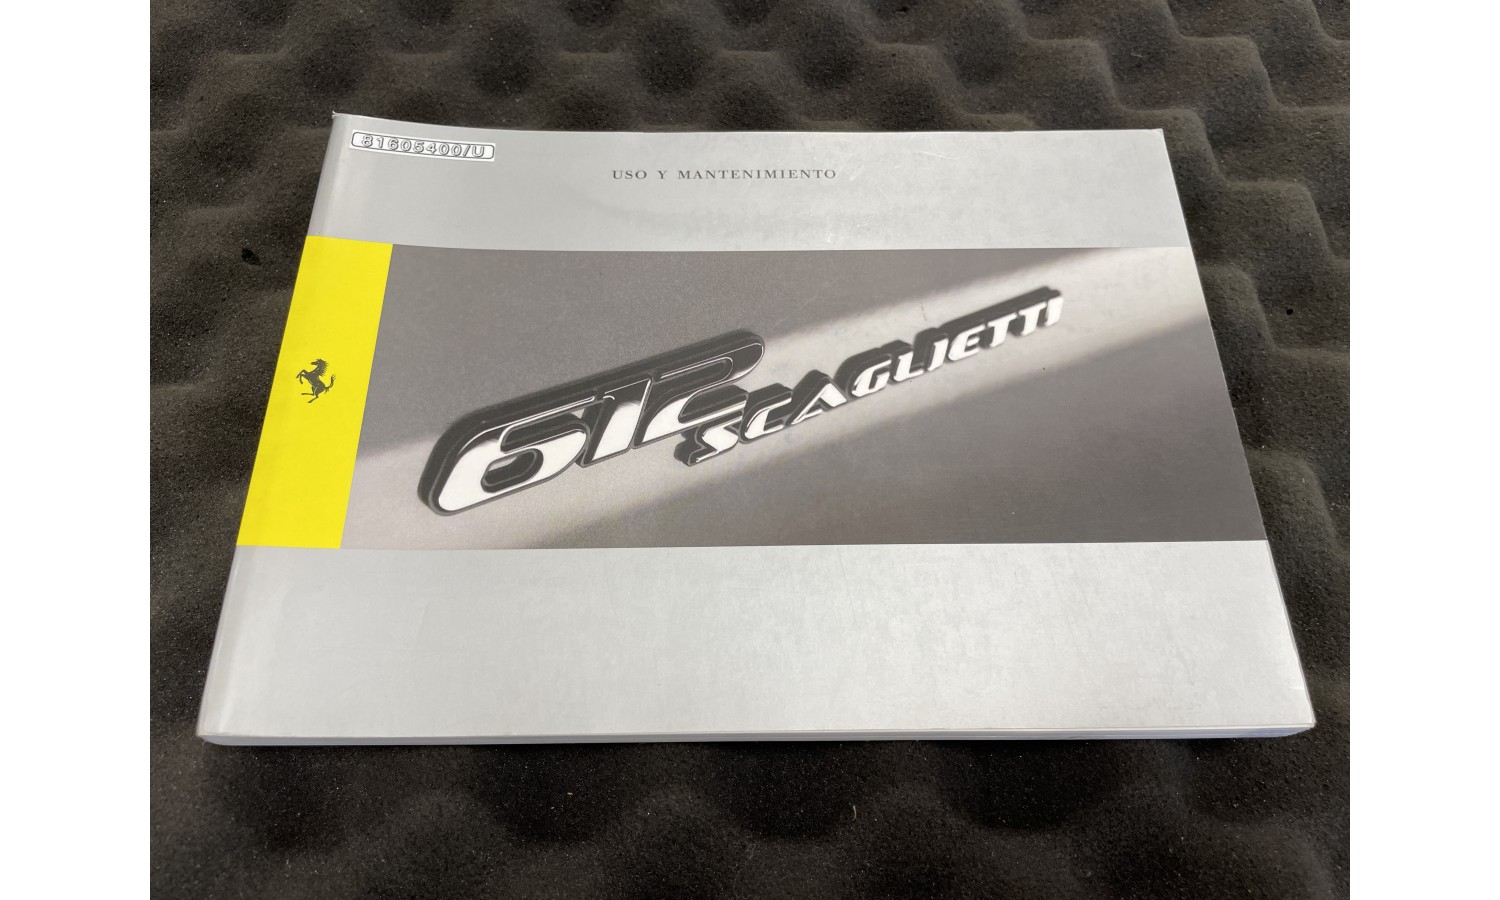 81605400/U
USO Y MANTENIMIENTO
612
SCAGLIETTI